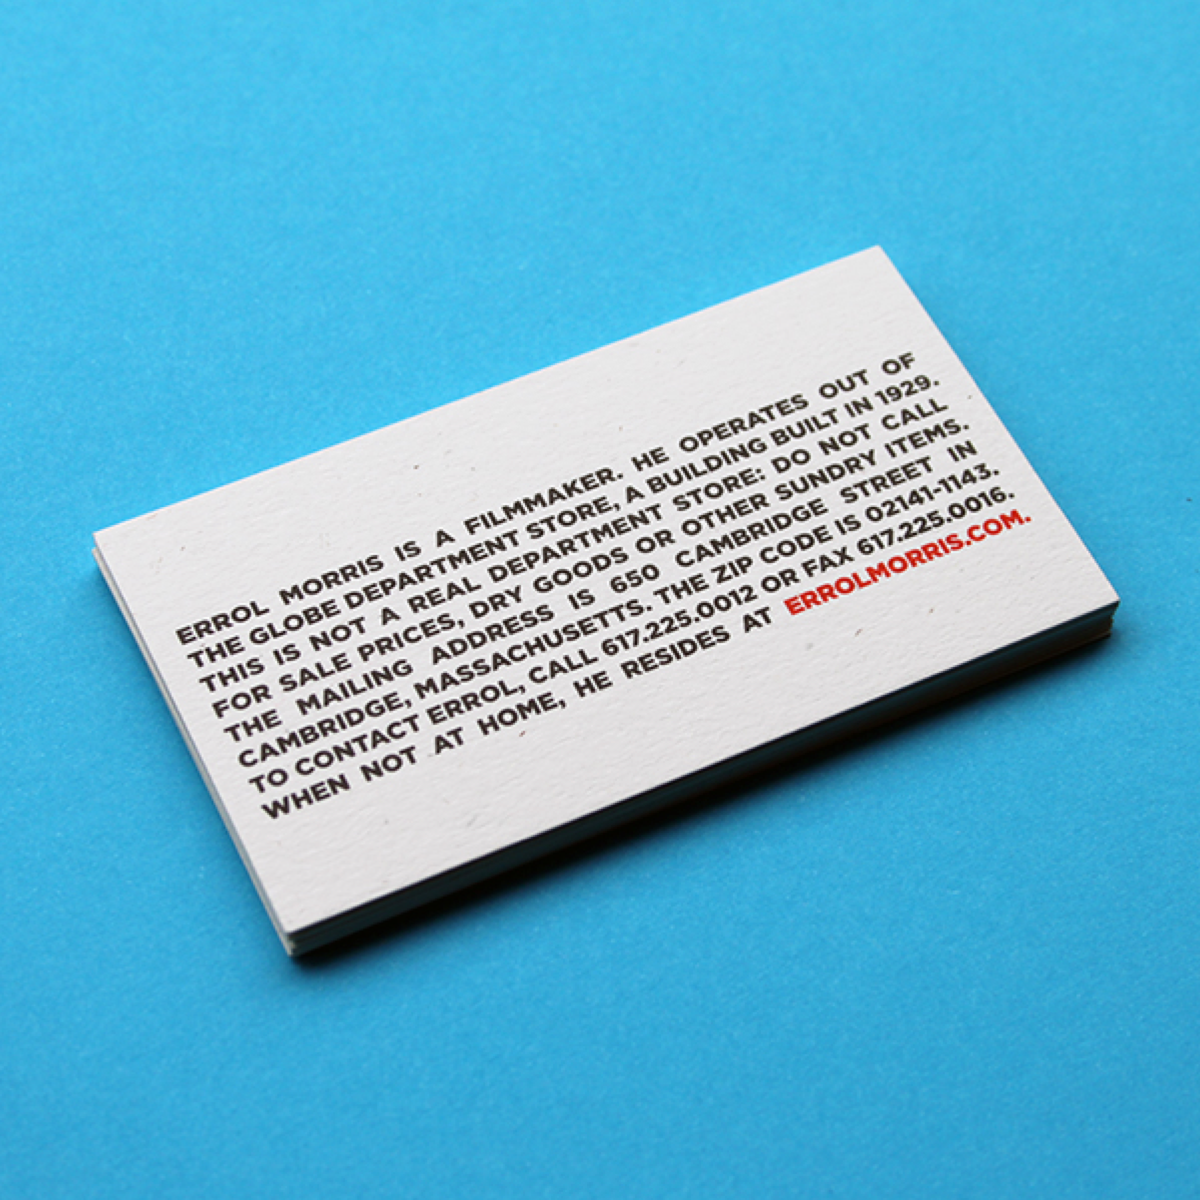 ERROL MORRIS IS A FILMMAKER. HE OPERATES OUT OF
THE GLOBE DEPARTMENT STORE, A BUILDING BUILT IN 1929.
THIS IS NOT A REAL DEPARTMENT STORE: DO NOT CALL
FOR SALE PRICES, DRY GOODS OR OTHER SUNDRY ITEMS.
THE MAILING ADDRESS IS 650 CAMBRIDGE STREET IN
CAMBRIDGE, MASSACHUSETTS. THE ZIP CODE IS 02141-1143.
TO CONTACT ERROL, CALL 617.225.0012 OR FAX 617.225.0016.
WHEN NOT AT HOME, HE RESIDES AT ERROLMORRIS.COM.